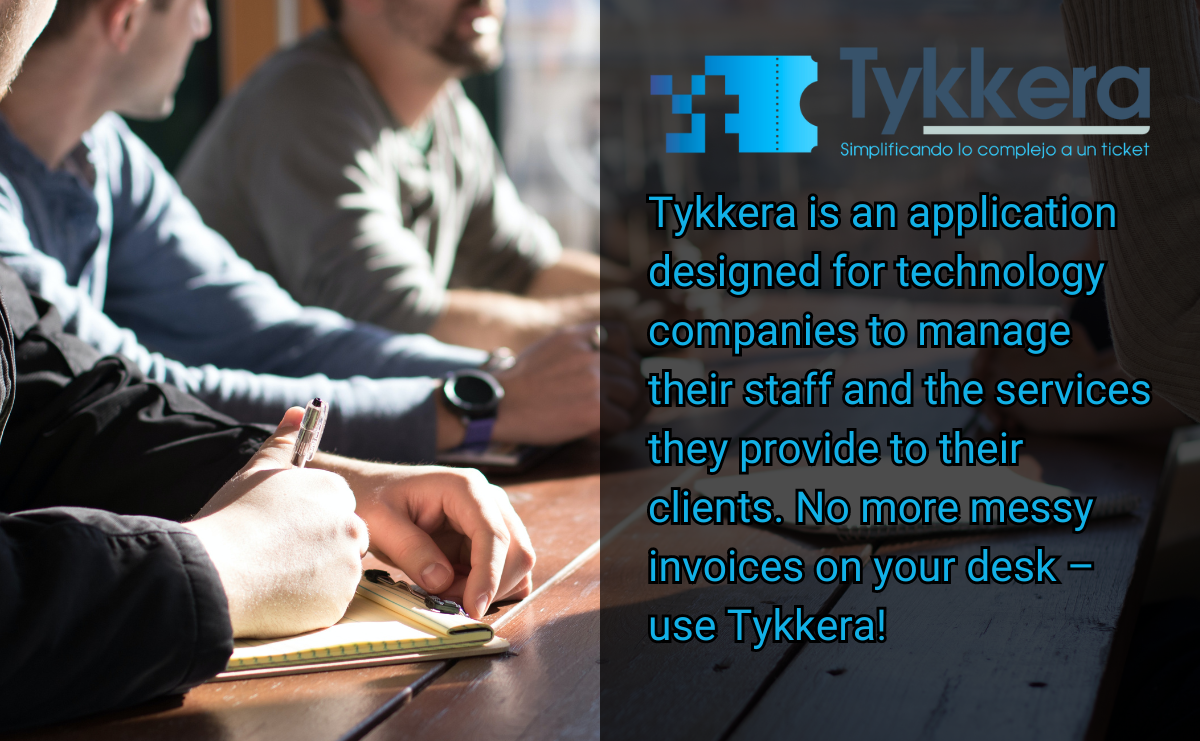 Tykkera
Simplificando lo complejo a un ticket
Tykkera is an application
designed for technology
companies to manage
their staff and the services
they provide to their
clients. No more messy
invoices on your desk –
use Tykkera!